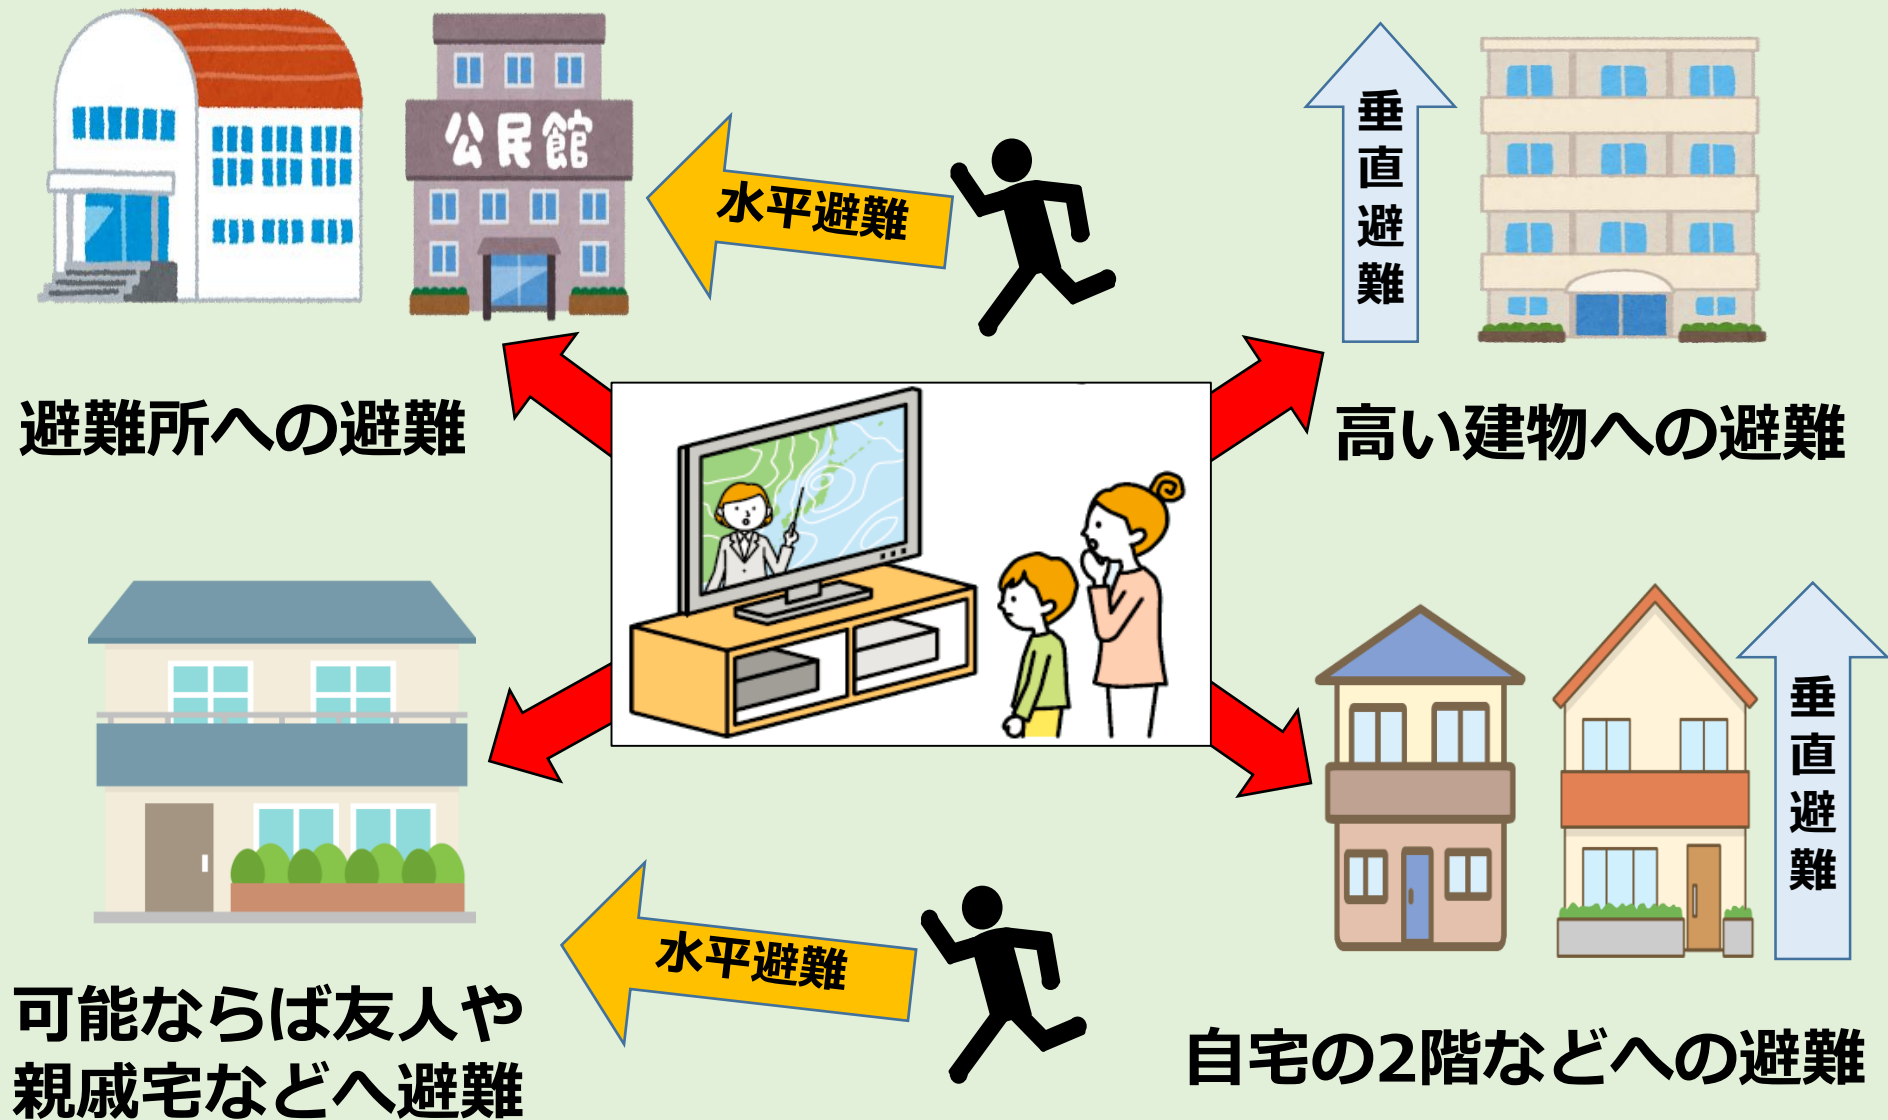 公民館
水平避難
垂直避難
避難所への避難
高い建物への避難
垂直避難
水平避難
可能ならば友人や
親戚宅などへ避難
自宅の2階などへの避難